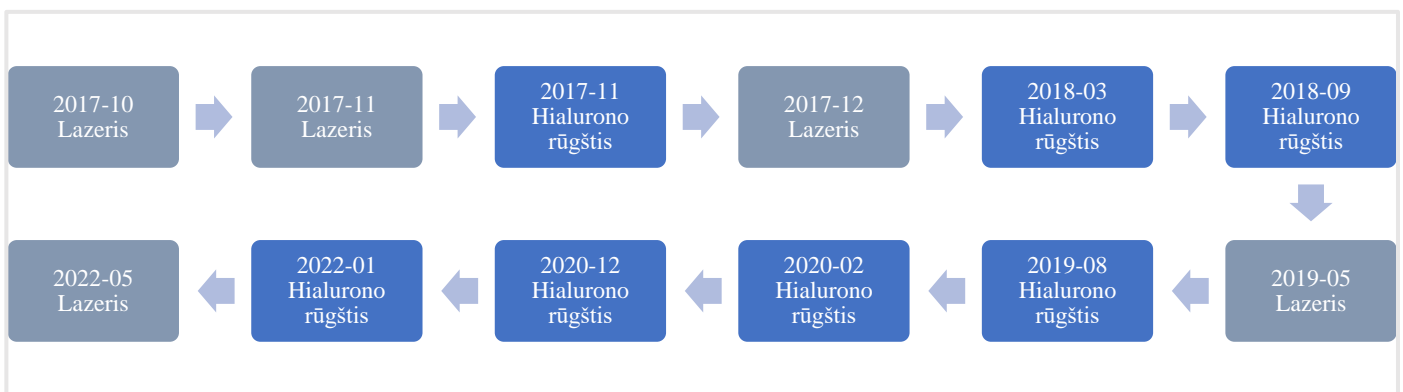 2017-10
Lazeris
2017-11
Lazeris
2017-11
Hialurono
rūgštis
2017-12
Lazeris
2018-03
Hialurono
rūgštis
2018-09
Hialurono
rūgštis
2019-05
Lazeris
2019-08
Hialurono
rūgštis
2020-02
Hialurono
rūgštis
2020-12
Hialurono
rūgštis
2022-01
Hialurono
rūgštis
2022-05
Lazeris